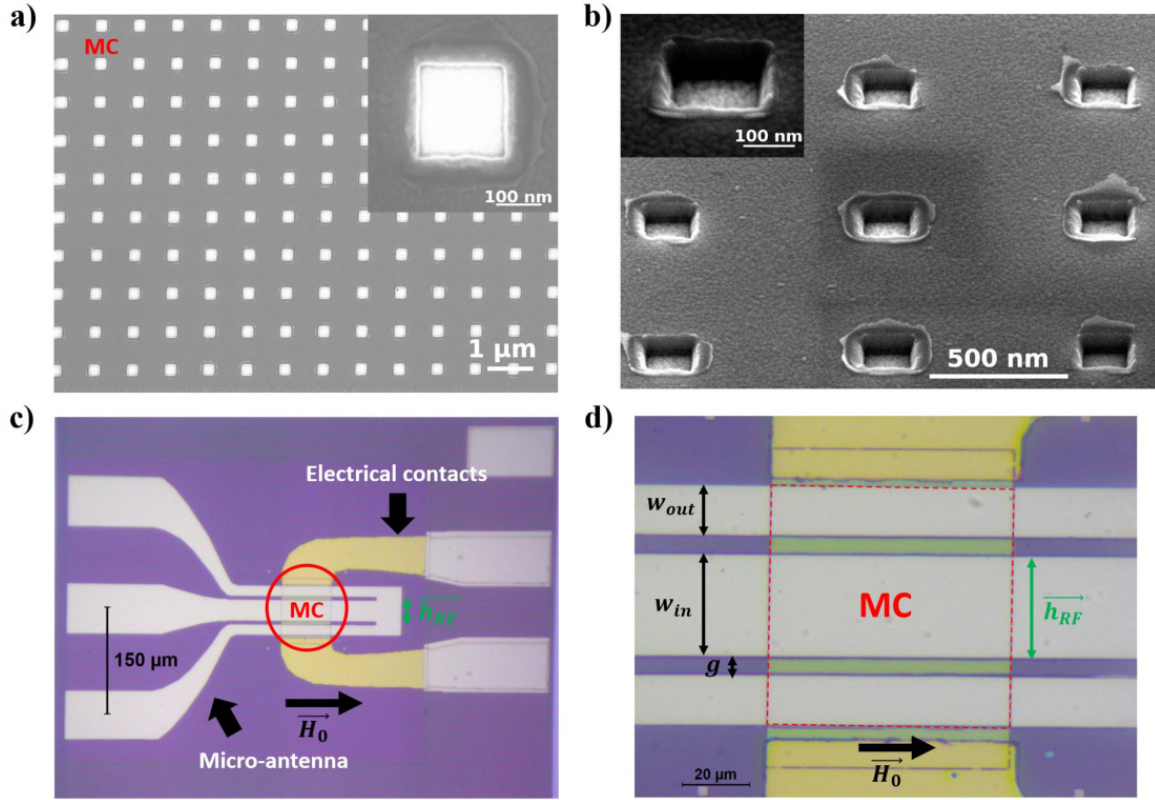 a)
MC
100 nm
1 µm
b)
100 nm
500 nm
c)
Electrical contacts
MC
h_RF
150 µm
H_0
Micro-antenna
d)
w_out
w_in
MC
h_RF
g
H_0
20 µm